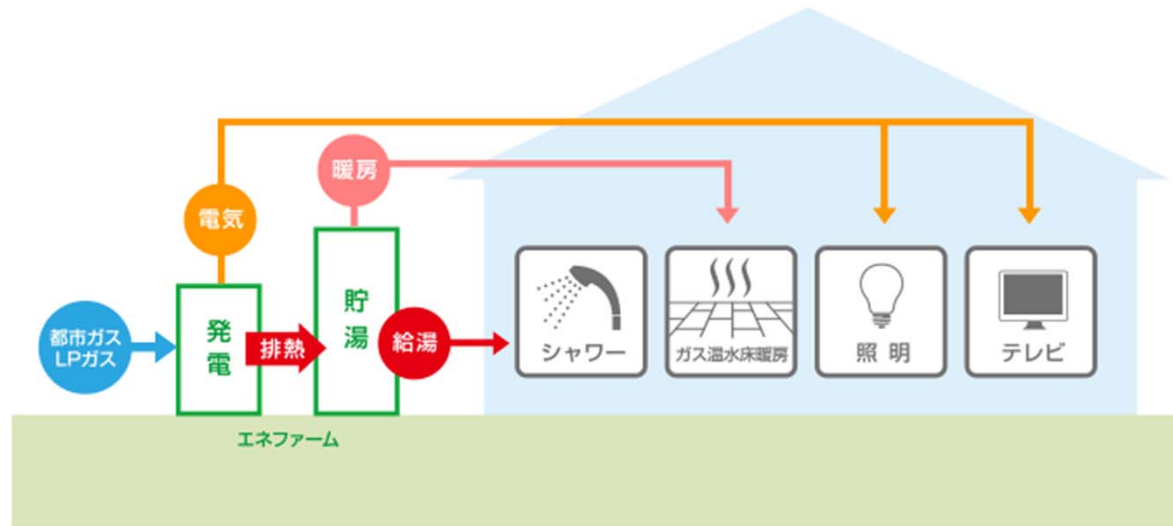 暖房
電気
都市ガス
LPガス
発電
排熱
貯湯
給湯
シャワー
ガス温水床暖房
照明
テレビ
エネファーム